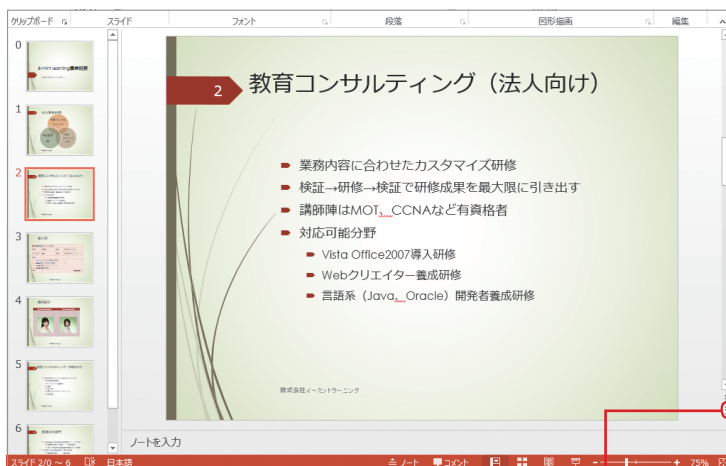 クリップボード
スライド
フォント
段落
図形描画
編集
0
1
2
3
4
5
6
2
教育コンサルティング（法人向け）
業務内容に合わせたカスタマイズ研修
検証→研修→検証で研修成果を最大限に引き出す
講師陣はMOT、CCNAなど有資格者
対応可能分野
Vista Office2007導入研修
Webクリエイター養成研修
言語系（Java、Oracle）開発者養成研修
株式会社イーミントラーニング
ノートを入力
スライド 2/0 ～ 6
日本語
ノート
コメント
75%